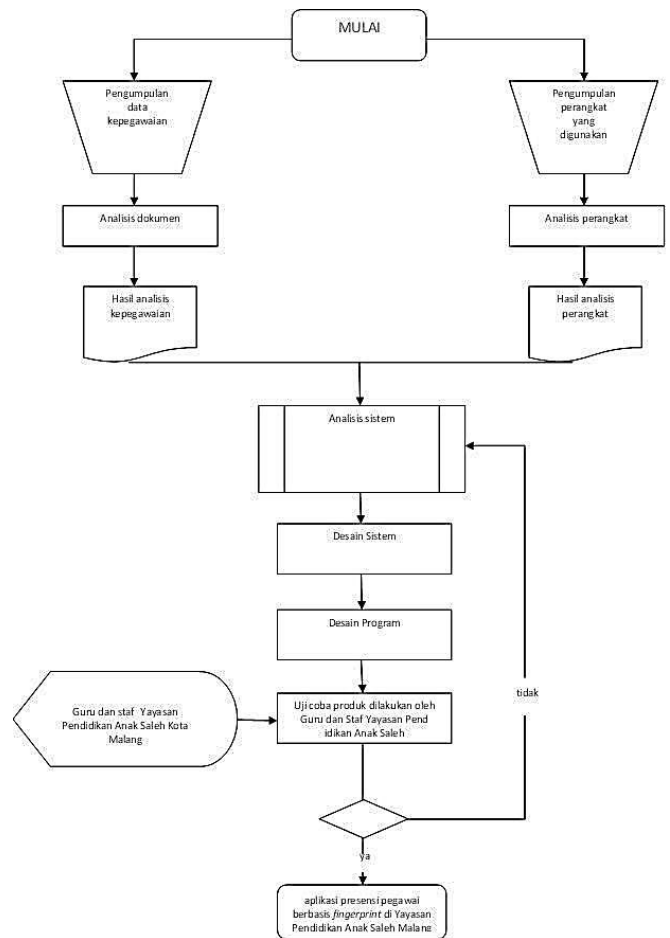 MULAI
Pengumpulan
data
kepegawaian
Pengumpulan
perangkat
yang
digunakan
Analisis dokumen
Analisis perangkat
Hasil analisis
kepegawaian
Hasil analisis
perangkat
Analisis sistem
Desain Sistem
Desain Program
Guru dan staf Yayasan
Pendidikan Anak Saleh Kota
Malang
Uji coba produk dilakukan oleh
Guru dan Staf Yayasan Pend
idikan Anak Saleh
tidak
ya
aplikasi presensi pegawai
berbasis fingerprint di Yayasan
Pendidikan Anak Saleh Malang